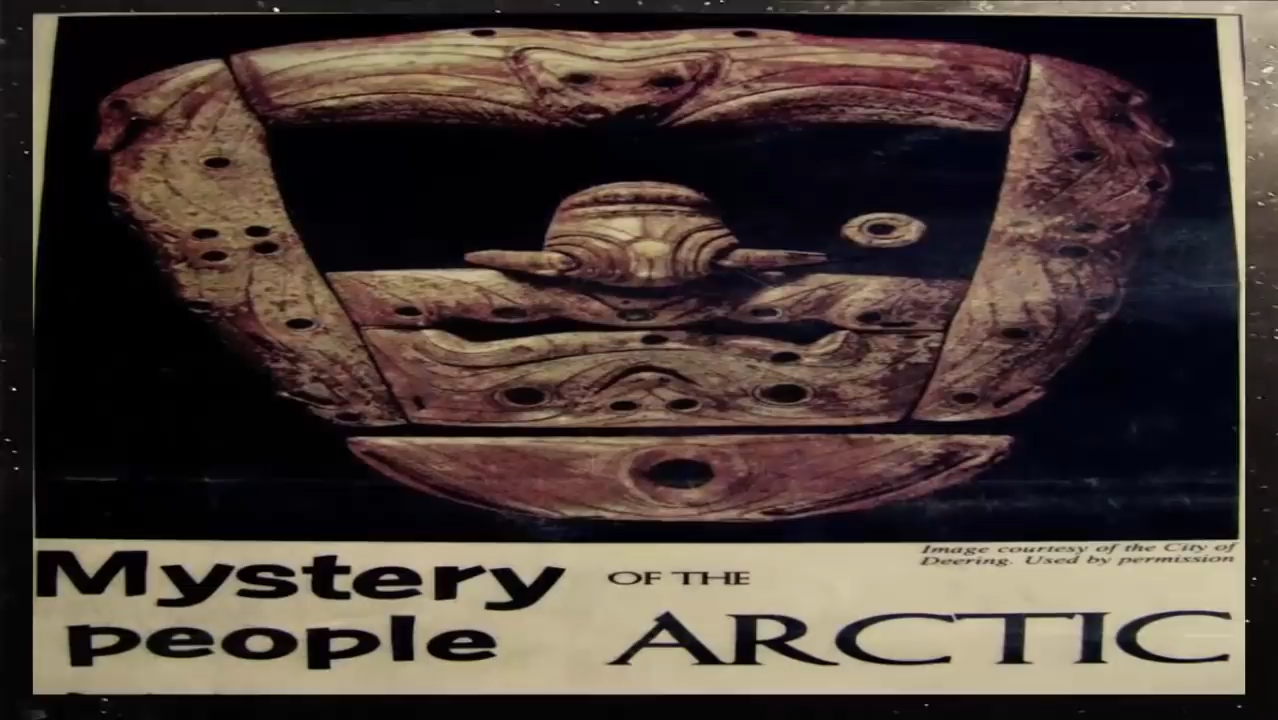 Image courtesy of the City of
Deering. Used by permission
Mystery
people
OF THE
ARCTIC